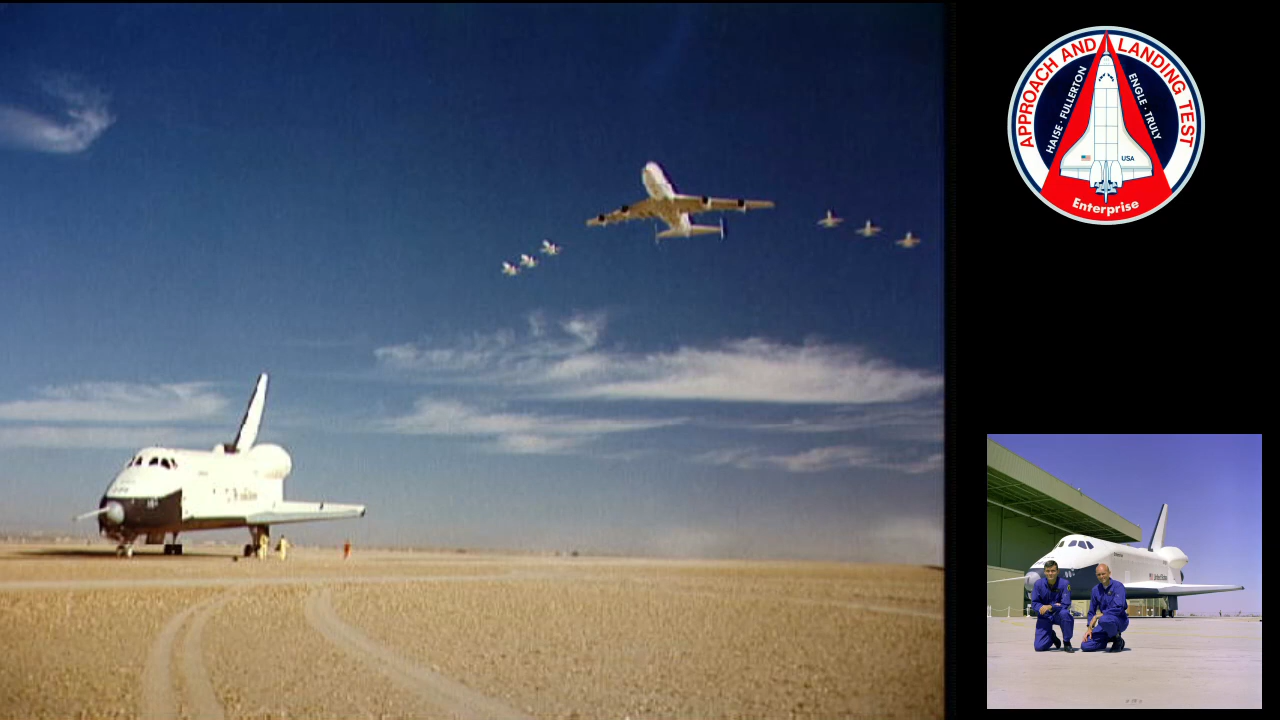 APPROACH AND LANDING TEST
HAISE · FULLERTON
ENGLE · TRULY
USA
Enterprise